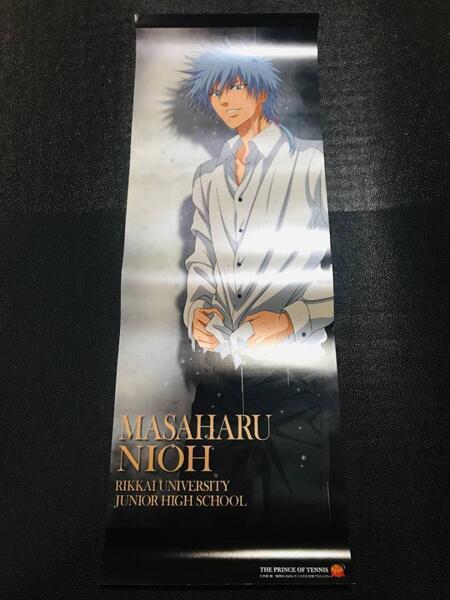 MASAHARU
NIOH
RIKKAI UNIVERSITY
JUNIOR HIGH SCHOOL
THE PRINCE OF TENNIS